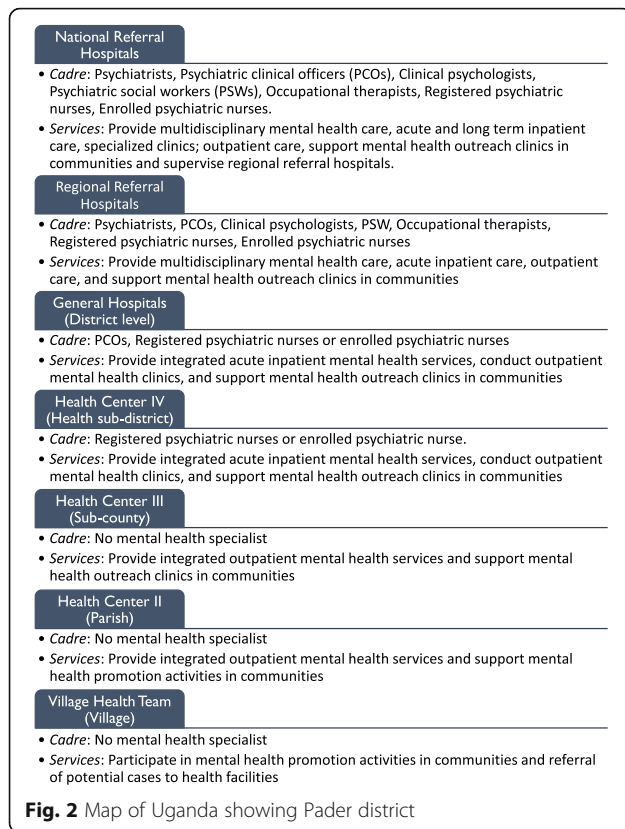 National Referral
Hospitals
• Cadre: Psychiatrists, Psychiatric clinical officers (PCOs), Clinical psychologists,
Psychiatric social workers (PSWs), Occupational therapists, Registered psychiatric
nurses, Enrolled psychiatric nurses.
• Services: Provide multidisciplinary mental health care, acute and long term inpatient
care, specialized clinics; outpatient care, support mental health outreach clinics in
communities and supervise regional referral hospitals.
Regional Referral
Hospitals
• Cadre: Psychiatrists, PCOs, Clinical psychologists, PSW, Occupational therapists,
Registered psychiatric nurses, Enrolled psychiatric nurses
• Services: Provide multidisciplinary mental health care, acute inpatient care, outpatient
care, and support mental health outreach clinics in communities
General Hospitals
(District level)
• Cadre: PCOs, Registered psychiatric nurses or enrolled psychiatric nurses
• Services: Provide integrated acute inpatient mental health services, conduct outpatient
mental health clinics, and support mental health outreach clinics in communities
Health Center IV
(Health sub-district)
• Cadre: Registered psychiatric nurses or enrolled psychiatric nurse.
• Services: Provide integrated acute inpatient mental health services, conduct outpatient
mental health clinics, and support mental health outreach clinics in communities
Health Center III
(Sub-county)
• Cadre: No mental health specialist
• Services: Provide integrated outpatient mental health services and support mental
health outreach clinics in communities
Health Center II
(Parish)
• Cadre: No mental health specialist
• Services: Provide integrated outpatient mental health services and support mental
health promotion activities in communities
Village Health Team
(Village)
• Cadre: No mental health specialist
• Services: Participate in mental health promotion activities in communities and referral
of potential cases to health facilities
Fig. 2 Map of Uganda showing Pader district